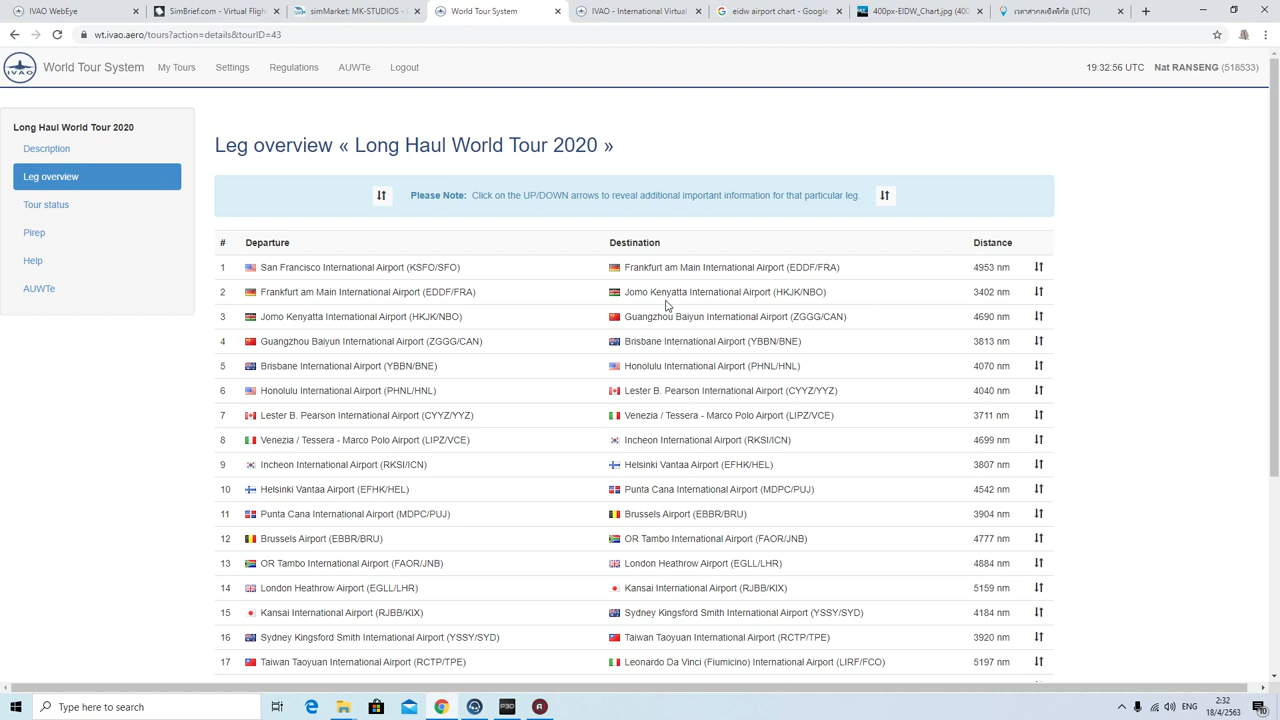 IVAO WebEye
SimBrief.com - Virtual Fligh
simMarket: MK-STUDIOS -
World Tour System
IVAO - International Virtual
eidw airport chart - Google
400px-EIDW_Chart.jpg (400
เวลาสากลเชิงพิกัด (UTC)
wt.ivao.aero/tours?action=details&tourID=43
IVAO
World Tour System
My Tours
Settings
Regulations
AUWTe
Logout
19:32:56 UTC
Nat RANSENG (518533)
Long Haul World Tour 2020
Description
Leg overview
Tour status
Pirep
Help
AUWTe
Leg overview « Long Haul World Tour 2020 »
Please Note: Click on the UP/DOWN arrows to reveal additional important information for that particular leg.
# Departure Destination Distance
1 San Francisco International Airport (KSFO/SFO) Frankfurt am Main International Airport (EDDF/FRA) 4953 nm
2 Frankfurt am Main International Airport (EDDF/FRA) Jomo Kenyatta International Airport (HKJK/NBO) 3402 nm
3 Jomo Kenyatta International Airport (HKJK/NBO) Guangzhou Baiyun International Airport (ZGGG/CAN) 4690 nm
4 Guangzhou Baiyun International Airport (ZGGG/CAN) Brisbane International Airport (YBBN/BNE) 3813 nm
5 Brisbane International Airport (YBBN/BNE) Honolulu International Airport (PHNL/HNL) 4070 nm
6 Honolulu International Airport (PHNL/HNL) Lester B. Pearson International Airport (CYYZ/YYZ) 4040 nm
7 Lester B. Pearson International Airport (CYYZ/YYZ) Venezia / Tessera - Marco Polo Airport (LIPZ/VCE) 3711 nm
8 Venezia / Tessera - Marco Polo Airport (LIPZ/VCE) Incheon International Airport (RKSI/ICN) 4699 nm
9 Incheon International Airport (RKSI/ICN) Helsinki Vantaa Airport (EFHK/HEL) 3807 nm
10 Helsinki Vantaa Airport (EFHK/HEL) Punta Cana International Airport (MDPC/PUJ) 4542 nm
11 Punta Cana International Airport (MDPC/PUJ) Brussels Airport (EBBR/BRU) 3904 nm
12 Brussels Airport (EBBR/BRU) OR Tambo International Airport (FAOR/JNB) 4777 nm
13 OR Tambo International Airport (FAOR/JNB) London Heathrow Airport (EGLL/LHR) 4884 nm
14 London Heathrow Airport (EGLL/LHR) Kansai International Airport (RJBB/KIX) 5159 nm
15 Kansai International Airport (RJBB/KIX) Sydney Kingsford Smith International Airport (YSSY/SYD) 4184 nm
16 Sydney Kingsford Smith International Airport (YSSY/SYD) Taiwan Taoyuan International Airport (RCTP/TPE) 3920 nm
17 Taiwan Taoyuan International Airport (RCTP/TPE) Leonardo Da Vinci (Fiumicino) International Airport (LIRF/FCO) 5197 nm
Type here to search
P3D
ENG
2:32
18/4/2563
10